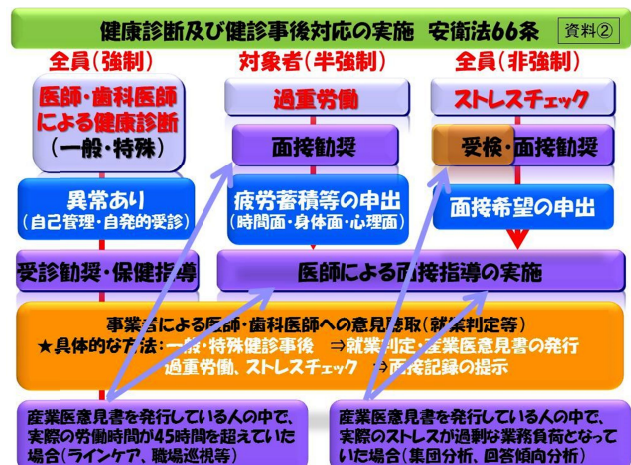 健康診断及び健診事後対応の実施 安衛法66条
資料②
全員(強制)
対象者(半強制)
全員(非強制)
医師・歯科医師
による健康診断
(一般・特殊)
過重労働
ストレスチェック
面接勧奨
受検・面接勧奨
異常あり
(自己管理・自発的受診)
疲労蓄積等の申出
(時間面・身体面・心理面)
面接希望の申出
受診勧奨・保健指導
医師による面接指導の実施
事業者による医師・歯科医師への意見聴取(就業判定等)
★具体的な方法:一般・特殊健診事後 ⇒就業判定・産業医意見書の発行
過重労働、ストレスチェック ⇒面接記録の提示
産業医意見書を発行している人の中で、
実際の労働時間が45時間を超えていた
場合(ラインケア、職場巡視等)
産業医意見書を発行している人の中で、
実際のストレスが過剰な業務負荷となって
いた場合(集団分析、回答傾向分析)